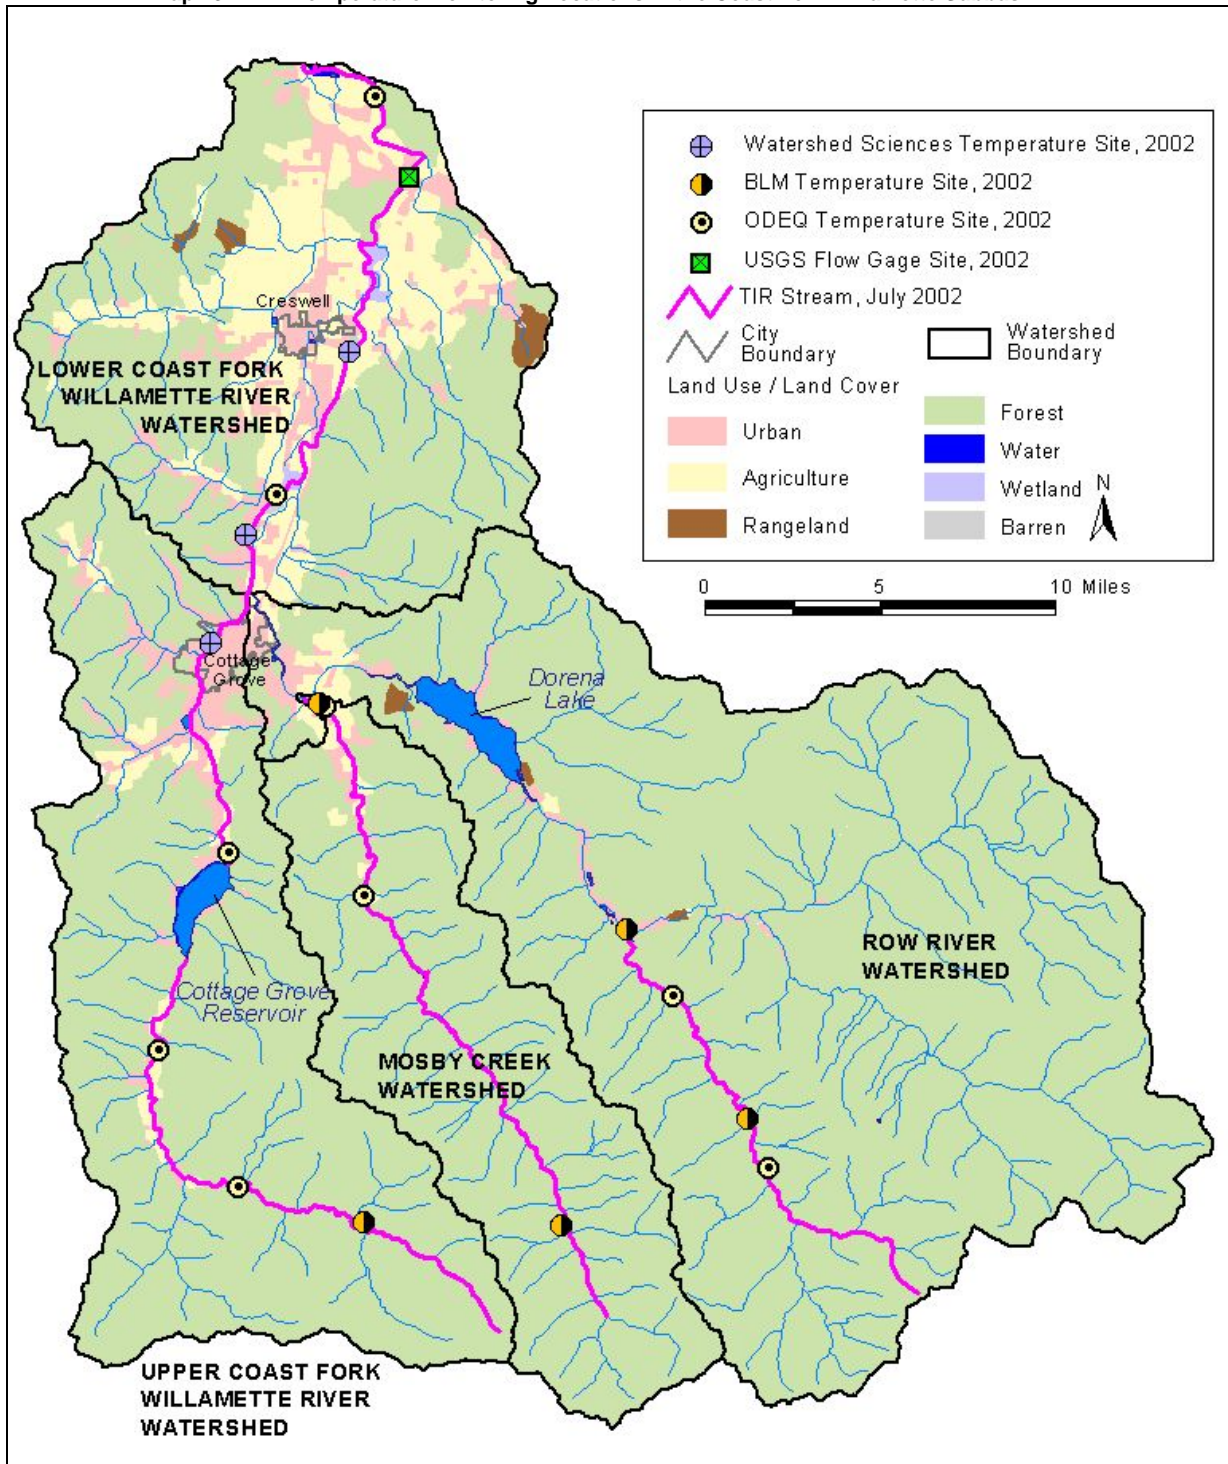 Watershed Sciences Temperature Site, 2002
BLM Temperature Site, 2002
ODEQ Temperature Site, 2002
USGS Flow Gage Site, 2002
TIR Stream, July 2002
City
Boundary
Watershed
Boundary
Land Use / Land Cover
Urban
Agriculture
Rangeland
Forest
Water
Wetland
Barren
N
0 5 10 Miles
Creswell
LOWER COAST FORK
WILLAMETTE RIVER
WATERSHED
Cottage
Grove
Dorena
Lake
Cottage Grove
Reservoir
ROW RIVER
WATERSHED
MOSBY CREEK
WATERSHED
UPPER COAST FORK
WILLAMETTE RIVER
WATERSHED